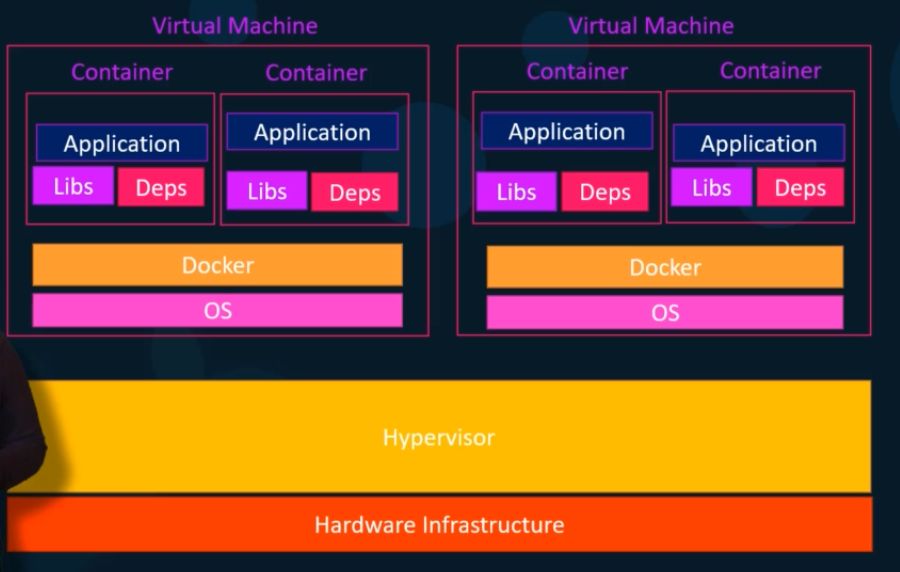 Virtual Machine
Virtual Machine
Container
Container
Container
Container
Application
Application
Application
Application
Libs
Deps
Libs
Deps
Libs
Deps
Libs
Deps
Docker
Docker
OS
OS
Hypervisor
Hardware Infrastructure